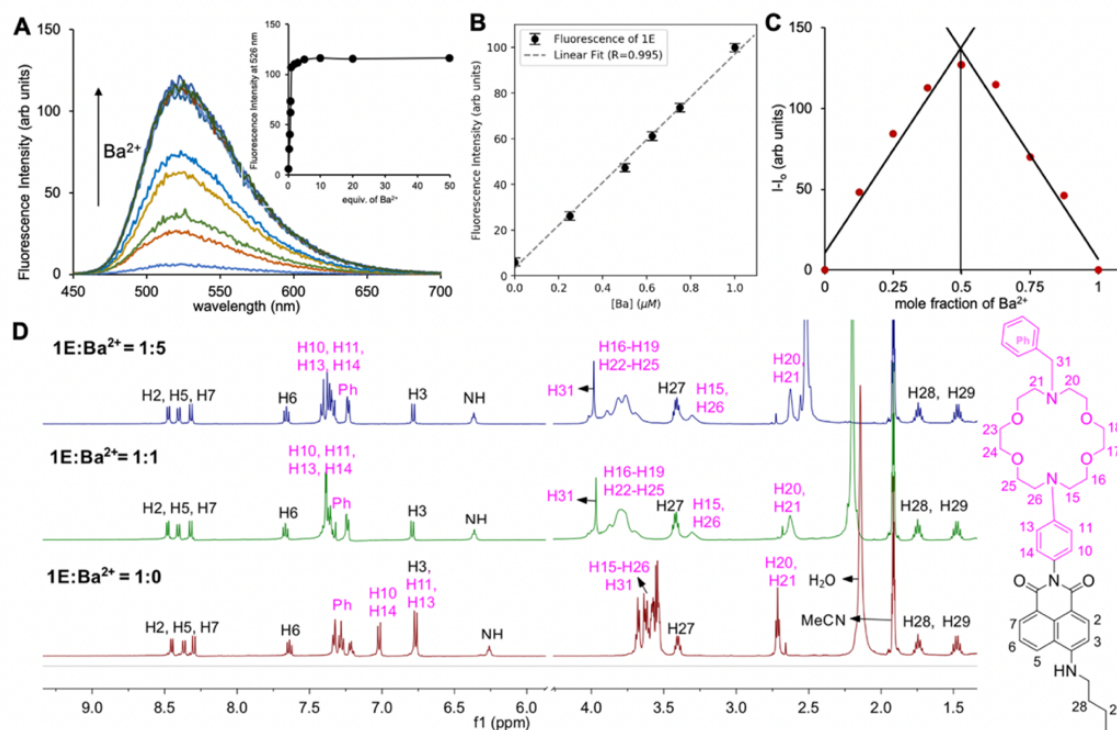 A
Fluorescence Intensity (arb units)
150
100
50
0
Ba²⁺
450
500
550
600
650
700
wavelength (nm)
Fluorescence Intensity at 526 nm
150
100
50
0
0
10
20
30
40
50
equiv. of Ba²⁺
B
Fluorescence Intensity (arb units)
100
80
60
40
20
0
Fluorescence of 1E
Linear Fit (R=0.995)
0.0
0.2
0.4
0.6
0.8
1.0
[Ba] (μM)
C
I-Iₒ (arb units)
150
100
50
0
0
0.25
0.5
0.75
1
mole fraction of Ba²⁺
D
1E:Ba²⁺ = 1:5
H2, H5, H7
H6
H10, H11,
H13, H14
Ph
H3
NH
H31
H16-H19
H22-H25
H27
H15,
H26
H20,
H21
H28, H29
1E:Ba²⁺ = 1:1
H2, H5, H7
H6
H10, H11,
H13, H14
Ph
H3
NH
H31
H16-H19
H22-H25
H27
H15,
H26
H20,
H21
H28, H29
1E:Ba²⁺ = 1:0
H2, H5, H7
H6
Ph
H10
H14
H3,
H11,
H13
NH
H15-H26
H31
H27
H20,
H21
H₂O
MeCN
H28, H29
9.0
8.5
8.0
7.5
7.0
6.5
6.0
4.0
3.5
3.0
2.5
2.0
1.5
f1 (ppm)
Ph
31
21
20
N
O
O
23
18
24
17
O
O
25
16
N
26
15
13
11
14
10
O
N
O
7
2
6
3
5
HN
28
2